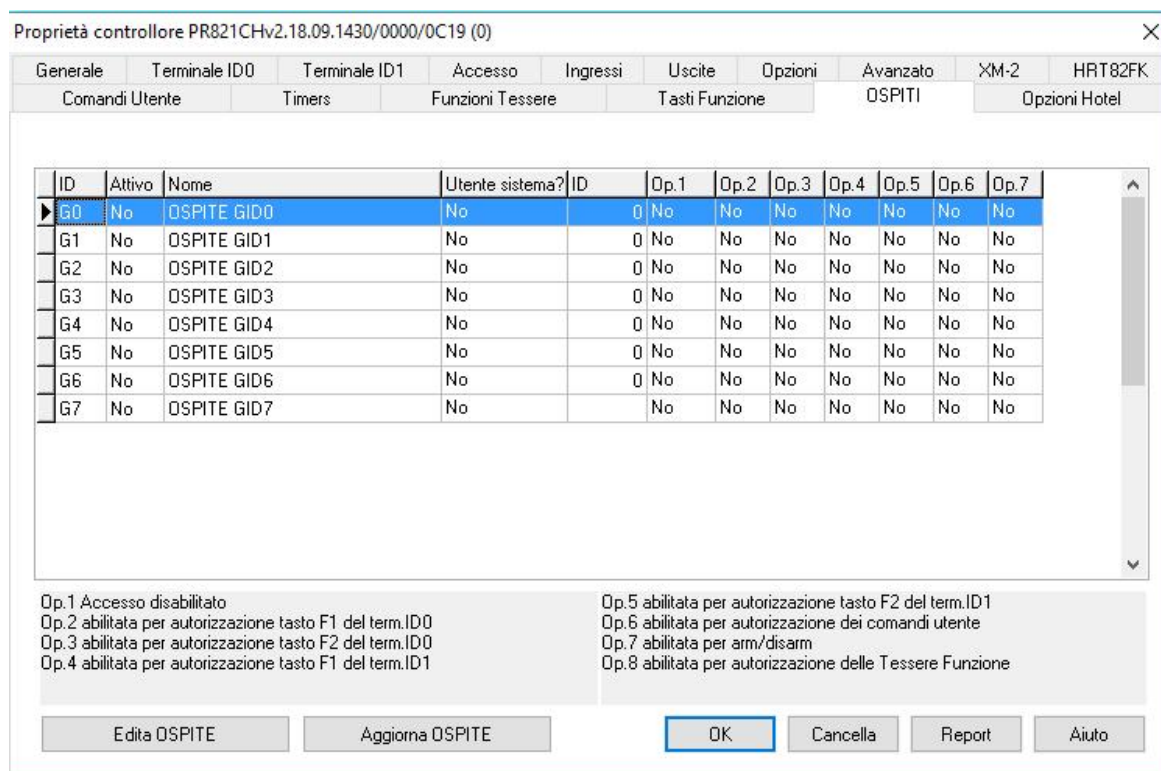 Proprietà controllore PR821CHv2.18.09.1430/0000/0C19 (0)
Generale Terminale ID0 Terminale ID1 Accesso Ingressi Uscite Opzioni Avanzato XM-2 HRT82FK
Comandi Utente Timers Funzioni Tessere Tasti Funzione OSPITI Opzioni Hotel
ID Attivo Nome Utente sistema? ID Op.1 Op.2 Op.3 Op.4 Op.5 Op.6 Op.7
G0 No OSPITE GID0 No 0 No No No No No No No
G1 No OSPITE GID1 No 0 No No No No No No No
G2 No OSPITE GID2 No 0 No No No No No No No
G3 No OSPITE GID3 No 0 No No No No No No No
G4 No OSPITE GID4 No 0 No No No No No No No
G5 No OSPITE GID5 No 0 No No No No No No No
G6 No OSPITE GID6 No 0 No No No No No No No
G7 No OSPITE GID7 No No No No No No No No
Op.1 Accesso disabilitato
Op.2 abilitata per autorizzazione tasto F1 del term.ID0
Op.3 abilitata per autorizzazione tasto F2 del term.ID0
Op.4 abilitata per autorizzazione tasto F1 del term.ID1
Op.5 abilitata per autorizzazione tasto F2 del term.ID1
Op.6 abilitata per autorizzazione dei comandi utente
Op.7 abilitata per arm/disarm
Op.8 abilitata per autorizzazione delle Tessere Funzione
Edita OSPITE Aggiorna OSPITE OK Cancella Report Aiuto